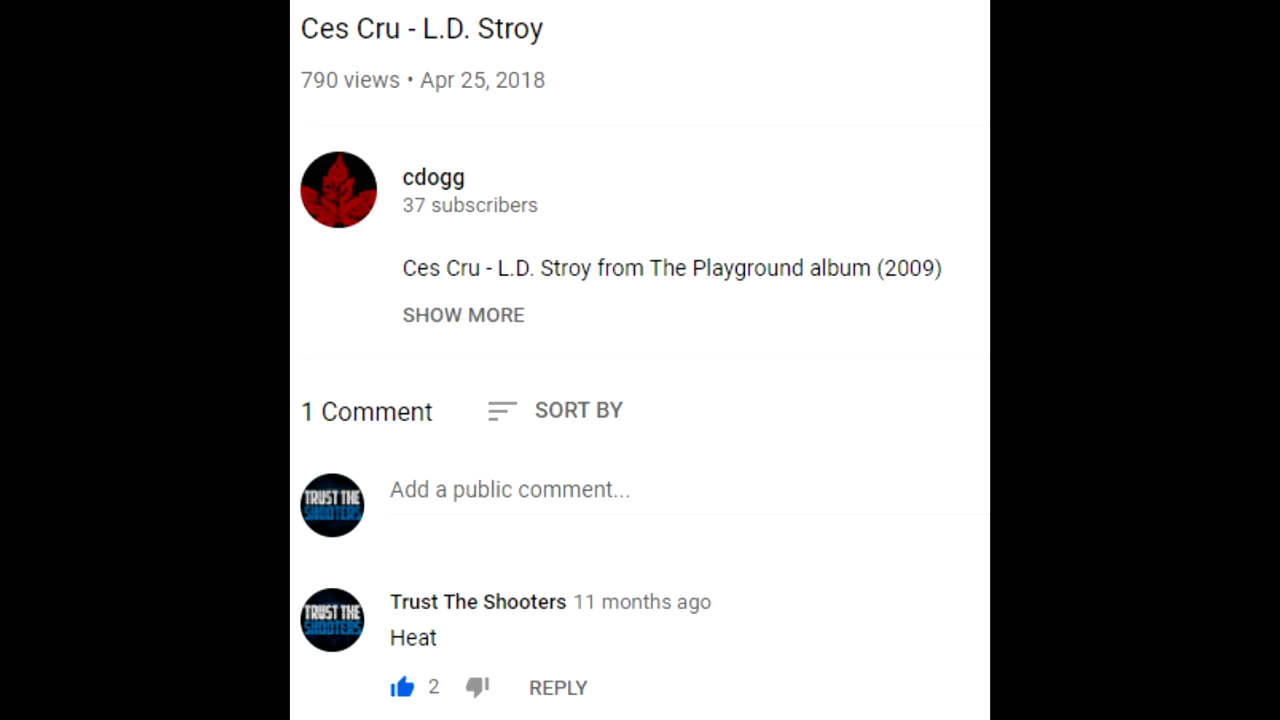 Ces Cru - L.D. Stroy
790 views • Apr 25, 2018
cdogg
37 subscribers
Ces Cru - L.D. Stroy from The Playground album (2009)
SHOW MORE
1 Comment SORT BY
TRUST THE
SHOOTERS
Add a public comment...
TRUST THE
SHOOTERS
Trust The Shooters 11 months ago
Heat
2 REPLY